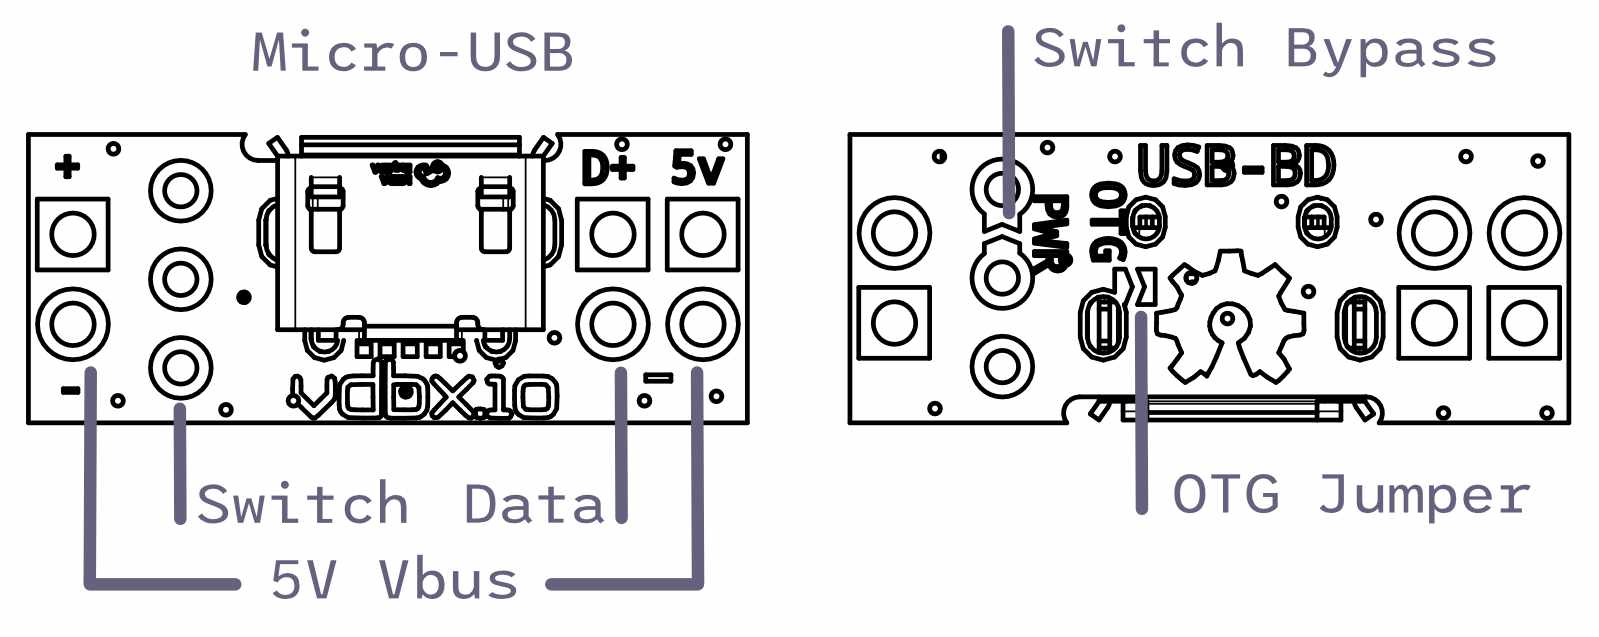 Micro-USB
Switch Bypass
+
D+
5v
USB-BD
OTG
PWR
-
-
vdbx.io
Switch
Data
5V Vbus
OTG Jumper